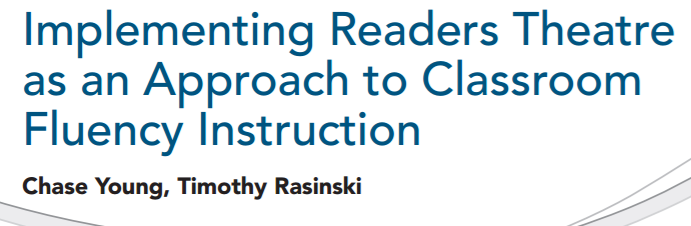 Implementing Readers Theatre
as an Approach to Classroom
Fluency Instruction
Chase Young, Timothy Rasinski